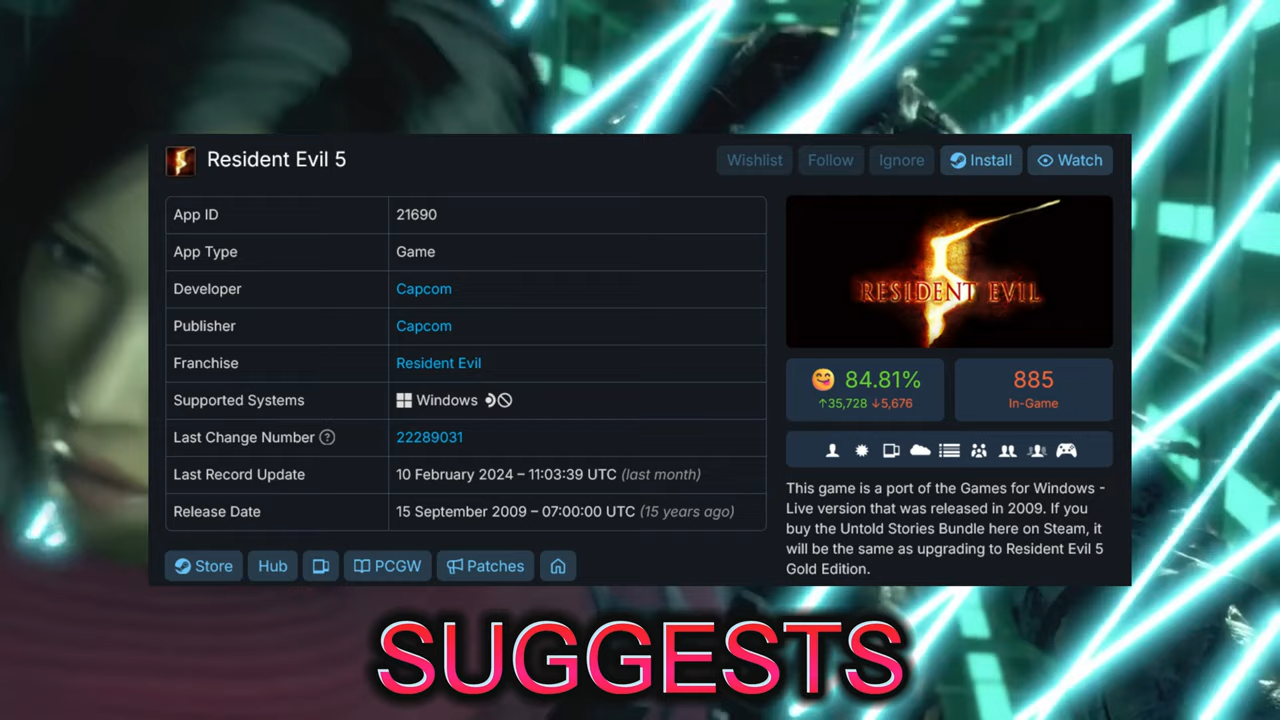 Resident Evil 5
Wishlist Follow Ignore Install Watch
App ID 21690
App Type Game
Developer Capcom
Publisher Capcom
Franchise Resident Evil
Supported Systems Windows
Last Change Number ? 22289031
Last Record Update 10 February 2024 – 11:03:39 UTC (last month)
Release Date 15 September 2009 – 07:00:00 UTC (15 years ago)
Store Hub PCGW Patches
RESIDENT EVIL
5
84.81%
↑35,728 ↓5,676
885
In-Game
This game is a port of the Games for Windows -
Live version that was released in 2009. If you
buy the Untold Stories Bundle here on Steam, it
will be the same as upgrading to Resident Evil 5
Gold Edition.
SUGGESTS